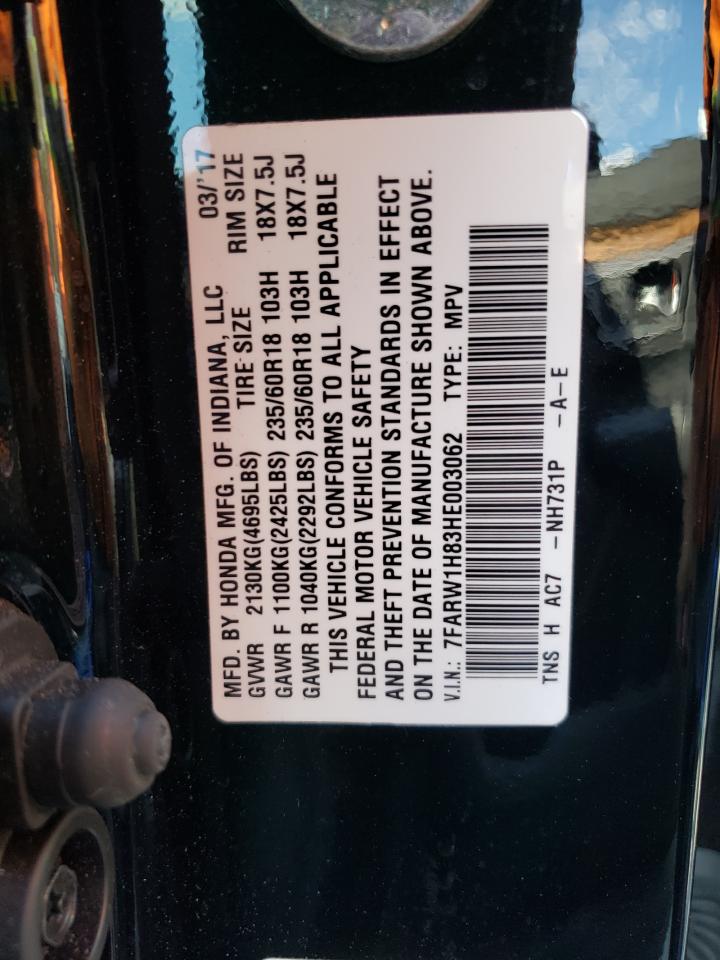 MFD. BY HONDA MFG. OF INDIANA, LLC 03/'17
GVWR 2130KG(4695LBS) TIRE SIZE RIM SIZE
GAWR F 1100KG(2425LBS) 235/60R18 103H 18X7.5J
GAWR R 1040KG(2292LBS) 235/60R18 103H 18X7.5J
THIS VEHICLE CONFORMS TO ALL APPLICABLE
FEDERAL MOTOR VEHICLE SAFETY
AND THEFT PREVENTION STANDARDS IN EFFECT
ON THE DATE OF MANUFACTURE SHOWN ABOVE.
V.I.N.: 7FARW1H83HE003062 TYPE: MPV
TNS H AC7 -NH731P -A-E